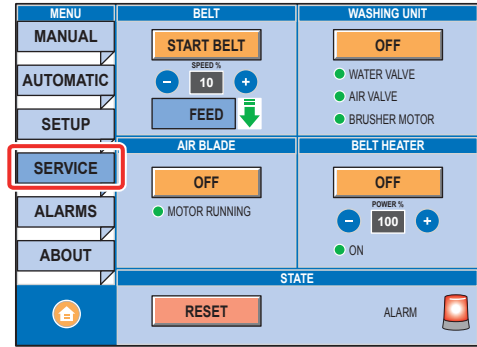 MENU
MANUAL
AUTOMATIC
SETUP
SERVICE
ALARMS
ABOUT
BELT
START BELT
SPEED %
10
FEED
WASHING UNIT
OFF
WATER VALVE
AIR VALVE
BRUSHER MOTOR
AIR BLADE
OFF
MOTOR RUNNING
BELT HEATER
OFF
POWER %
100
ON
STATE
RESET
ALARM